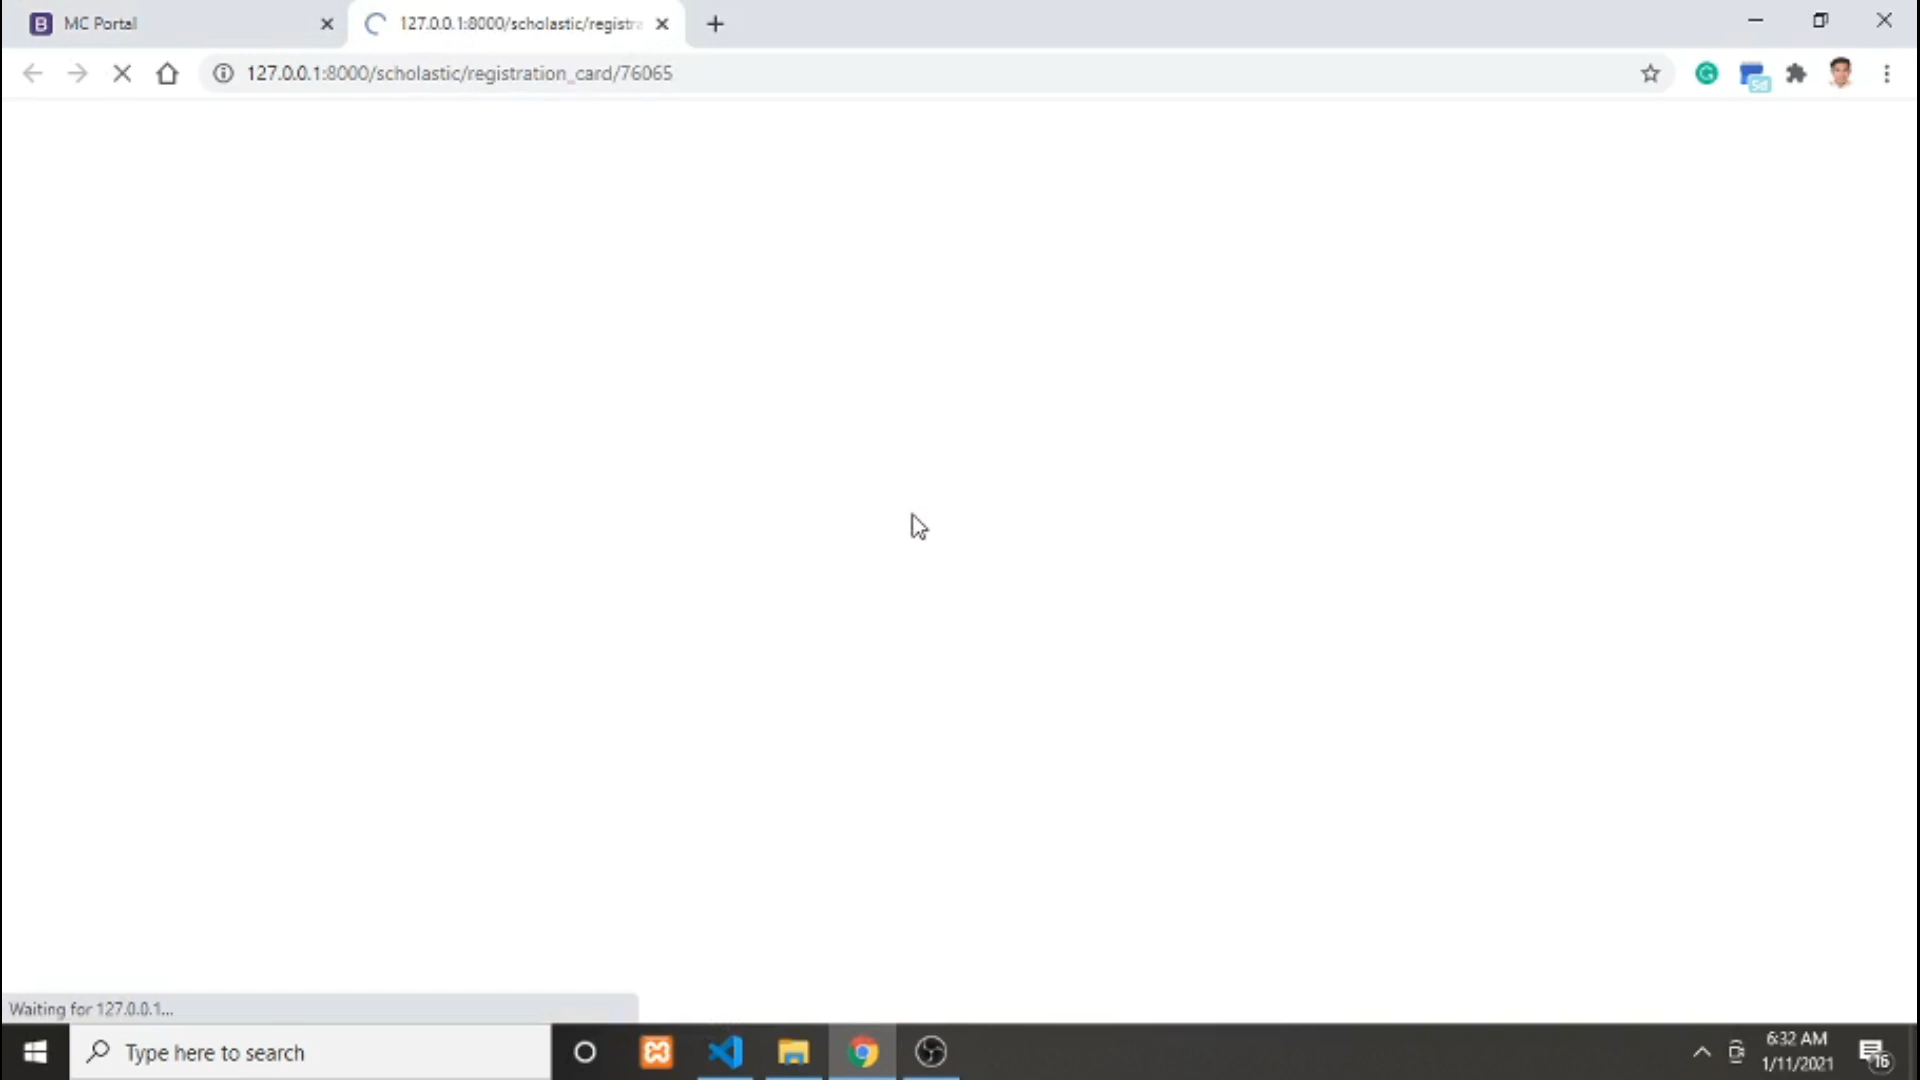 MC Portal
127.0.0.1:8000/scholastic/registra
127.0.0.1:8000/scholastic/registration_card/76065
Waiting for 127.0.0.1...
Type here to search
6:32 AM
1/11/2021
16